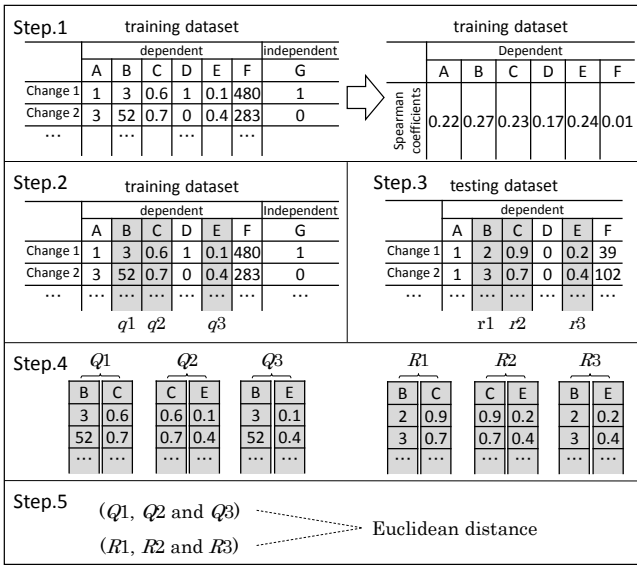 Step.1
training dataset
dependent independent
A B C D E F G
Change 1 1 3 0.6 1 0.1 480 1
Change 2 3 52 0.7 0 0.4 283 0
... ...
training dataset
Dependent
A B C D E F
Spearman coefficients 0.22 0.27 0.23 0.17 0.24 0.01
Step.2
training dataset
dependent Independent
A B C D E F G
Change 1 1 3 0.6 1 0.1 480 1
Change 2 3 52 0.7 0 0.4 283 0
... ... ... ... ... ... ... ...
q1 q2 q3
Step.3
testing dataset
dependent
A B C D E F
Change 1 1 2 0.9 0 0.2 39
Change 2 1 3 0.7 0 0.4 102
... ... ... ... ... ... ...
r1 r2 r3
Step.4
Q1 Q2 Q3
B C C E B E
3 0.6 0.6 0.1 3 0.1
52 0.7 0.7 0.4 52 0.4
... ... ... ... ... ...
R1 R2 R3
B C C E B E
2 0.9 0.9 0.2 2 0.2
3 0.7 0.7 0.4 3 0.4
... ... ... ... ... ...
Step.5
(Q1, Q2 and Q3)
(R1, R2 and R3)
Euclidean distance